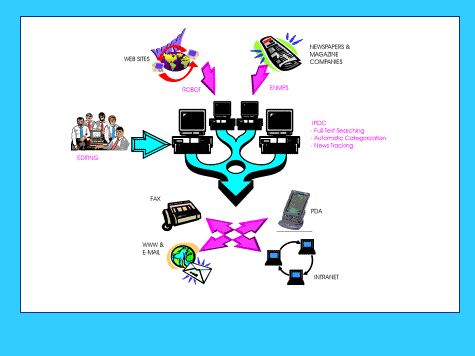 WEB SITES
NEWSPAPERS &
MAGAZINE
COMPANIES
ROBOT
ENMPS
IPOC
· Full Text Searching
· Automatic Categorization
· News Tracking
EDITING
FAX
PDA
WWW &
E-MAIL
INTRANET